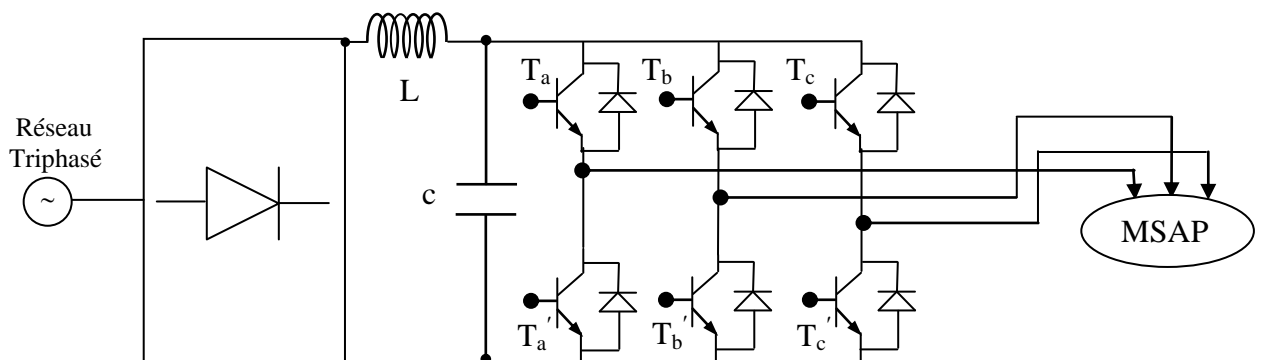 Réseau
Triphasé
~
L
c
Ta
Tb
Tc
Ta′
Tb′
Tc′
MSAP